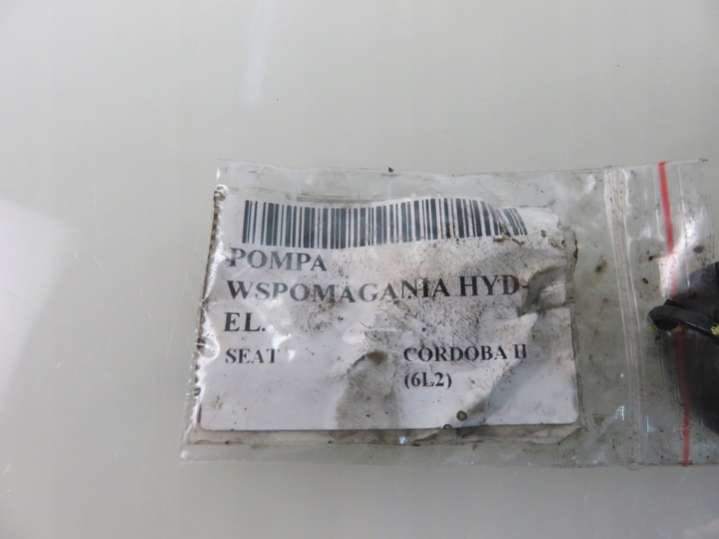 POMPA
WSPOMAGANIA HYD-
EL.
SEAT CORDOBA II
(6L2)